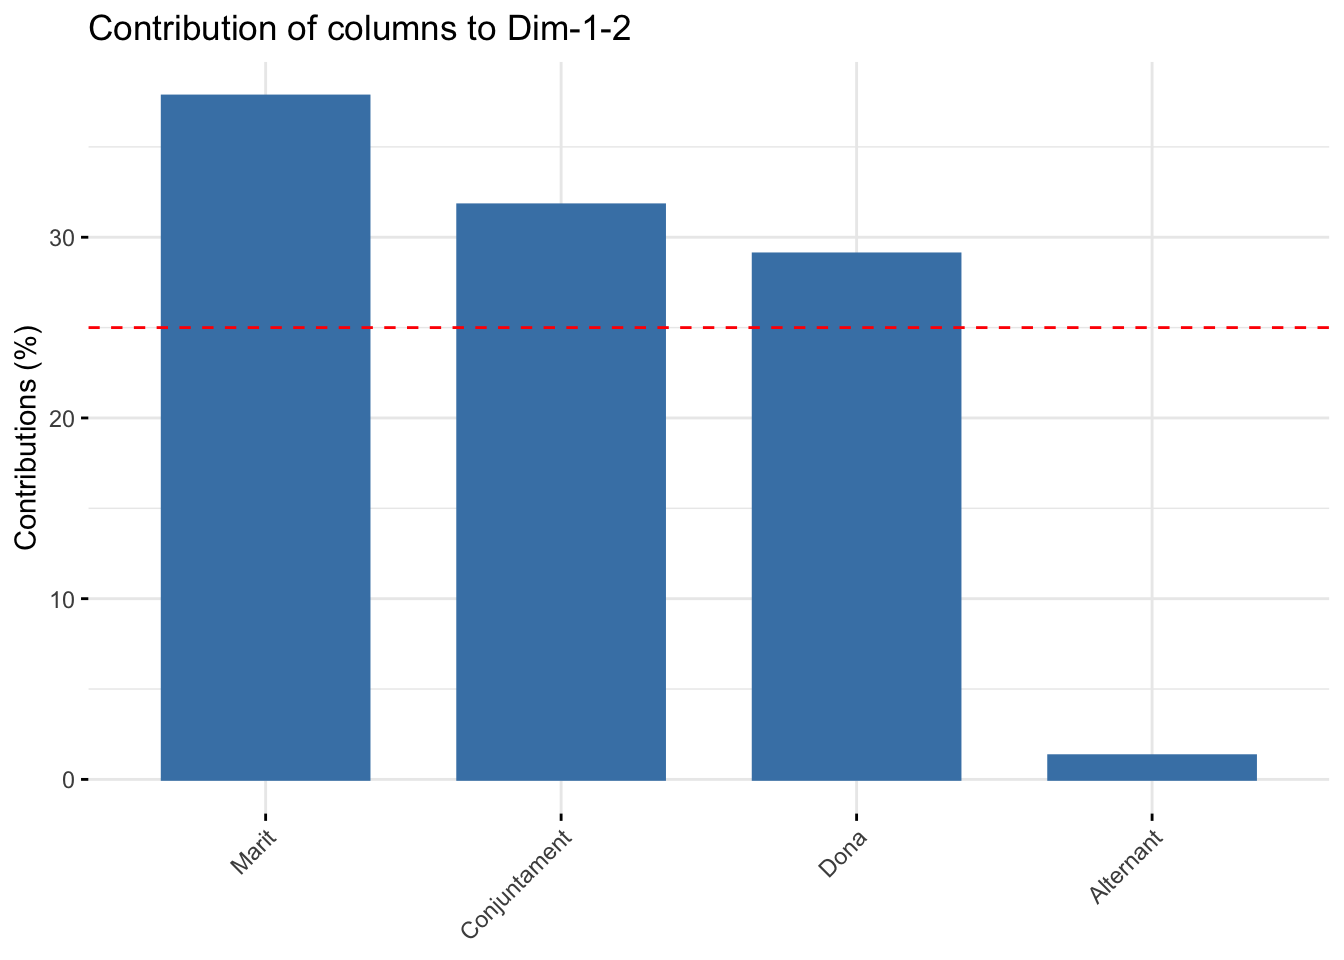 Contribution of columns to Dim-1-2
Contributions (%)
30
20
10
0
Marit
Conjuntament
Dona
Alternant